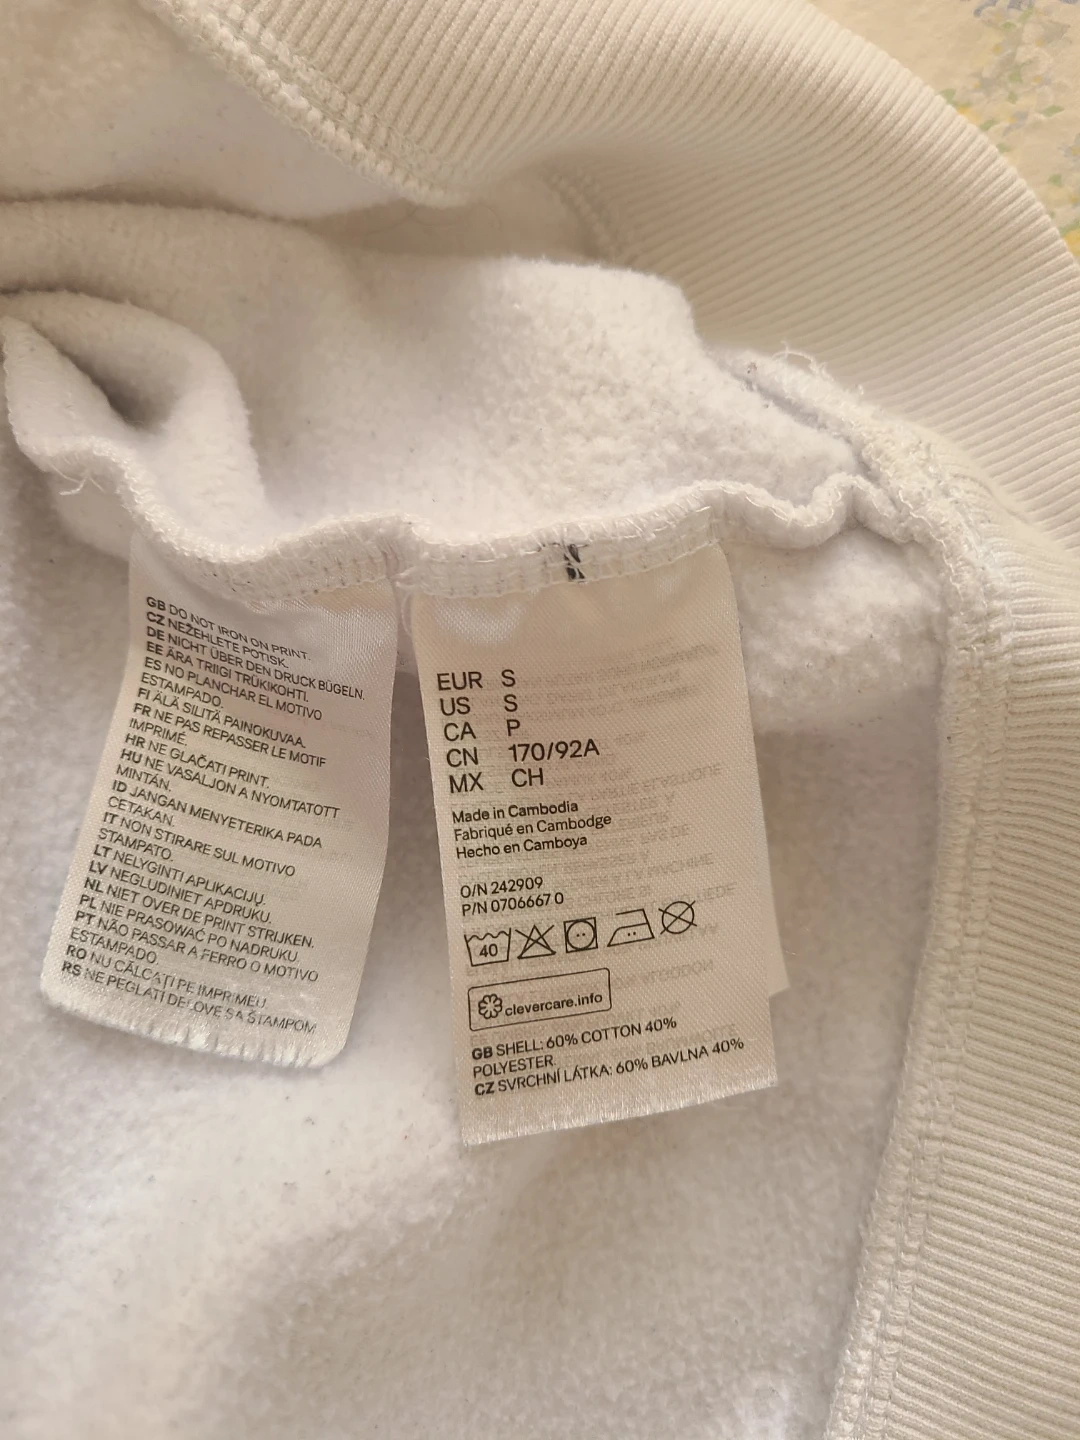 GB DO NOT IRON ON PRINT.
CZ NEŽEHLETE POTISK.
DE NICHT ÜBER DEN DRUCK BÜGELN.
EE ÄRA TRIIGI TRÜKIKOHTI.
ES NO PLANCHAR EL MOTIVO
ESTAMPADO.
FI ÄLÄ SILITÄ PAINOKUVAA.
FR NE PAS REPASSER LE MOTIF
IMPRIMÉ.
HR NE GLAČATI PRINT.
HU NE VASALJON A NYOMTATOTT
MINTÁN.
ID JANGAN MENYETERIKA PADA
CETAKAN.
IT NON STIRARE SUL MOTIVO
STAMPATO.
LT NELYGINTI APLIKACIJŲ.
LV NEGLUDINIET APDRUKU.
NL NIET OVER DE PRINT STRIJKEN.
PL NIE PRASOWAĆ PO NADRUKU.
PT NÃO PASSAR A FERRO O MOTIVO
ESTAMPADO.
RO NU CĂLCAȚI PE IMPRIMEU.
RS NE PEGLATI DELOVE SA ŠTAMPOM
EUR S
US S
CA P
CN 170/92A
MX CH
Made in Cambodia
Fabriqué en Cambodge
Hecho en Camboya
O/N 242909
P/N 0706667 0
40
clevercare.info
GB SHELL: 60% COTTON 40%
POLYESTER
CZ SVRCHNÍ LÁTKA: 60% BAVLNA 40%